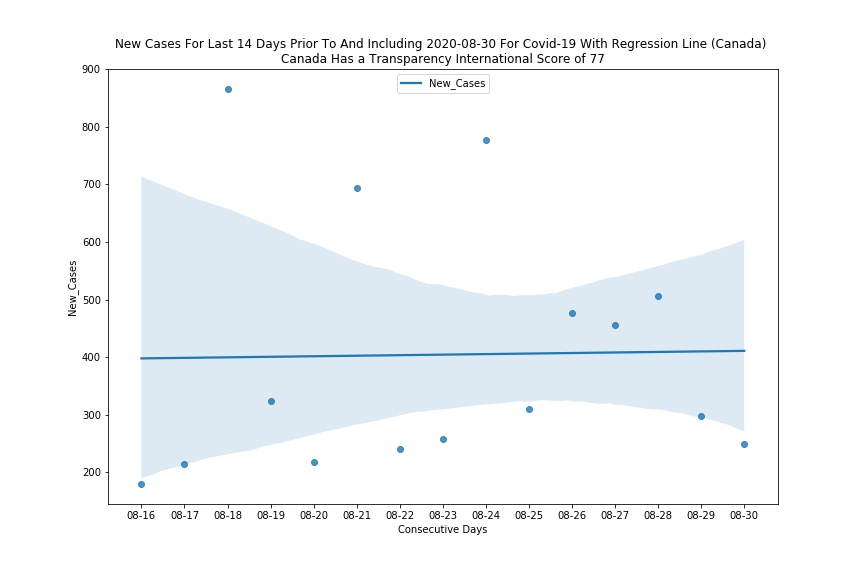 New Cases For Last 14 Days Prior To And Including 2020-08-30 For Covid-19 With Regression Line (Canada)
Canada Has a Transparency International Score of 77
New_Cases
900
800
700
600
500
400
300
200
New_Cases
08-16 08-17 08-18 08-19 08-20 08-21 08-22 08-23 08-24 08-25 08-26 08-27 08-28 08-29 08-30
Consecutive Days